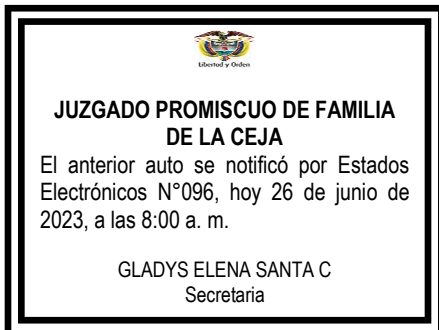 Libertad y Orden
JUZGADO PROMISCUO DE FAMILIA
DE LA CEJA
El anterior auto se notificó por Estados
Electrónicos N°096, hoy 26 de junio de
2023, a las 8:00 a. m.
GLADYS ELENA SANTA C
Secretaria